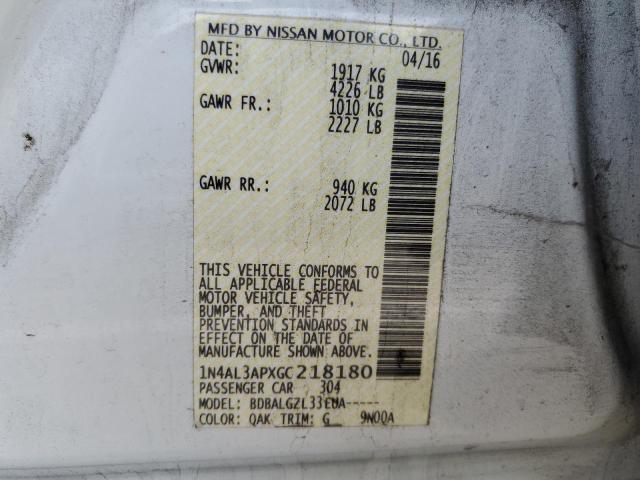 MFD BY NISSAN MOTOR CO., LTD.
DATE: 04/16
GVWR: 1917 KG
4226 LB
GAWR FR.: 1010 KG
2227 LB
GAWR RR.: 940 KG
2072 LB
THIS VEHICLE CONFORMS TO
ALL APPLICABLE FEDERAL
MOTOR VEHICLE SAFETY,
BUMPER, AND THEFT
PREVENTION STANDARDS IN
EFFECT ON THE DATE OF
MANUFACTURE SHOWN ABOVE.
1N4AL3APXGC218180
PASSENGER CAR 304
MODEL: BDBALGZL33EUA-----
COLOR: QAK TRIM: G 9N00A